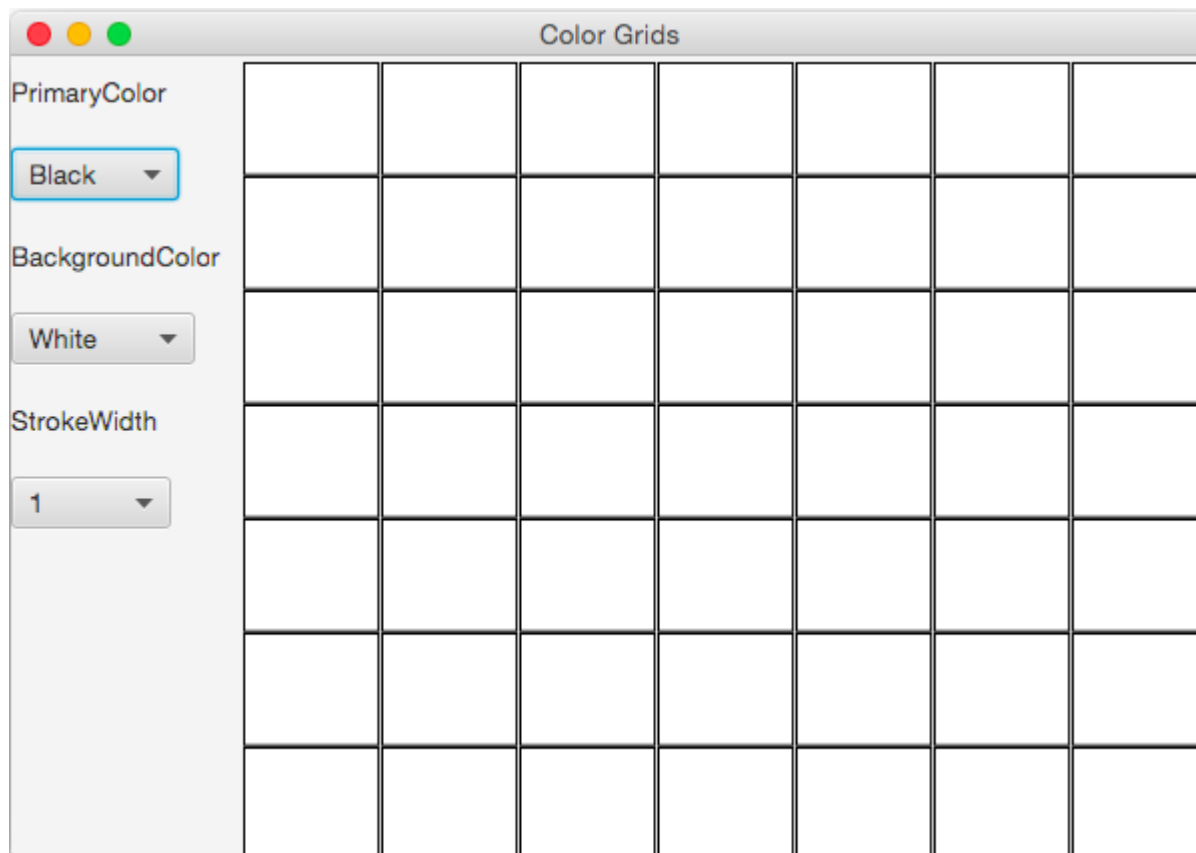 Color Grids
PrimaryColor
Black
BackgroundColor
White
StrokeWidth
1